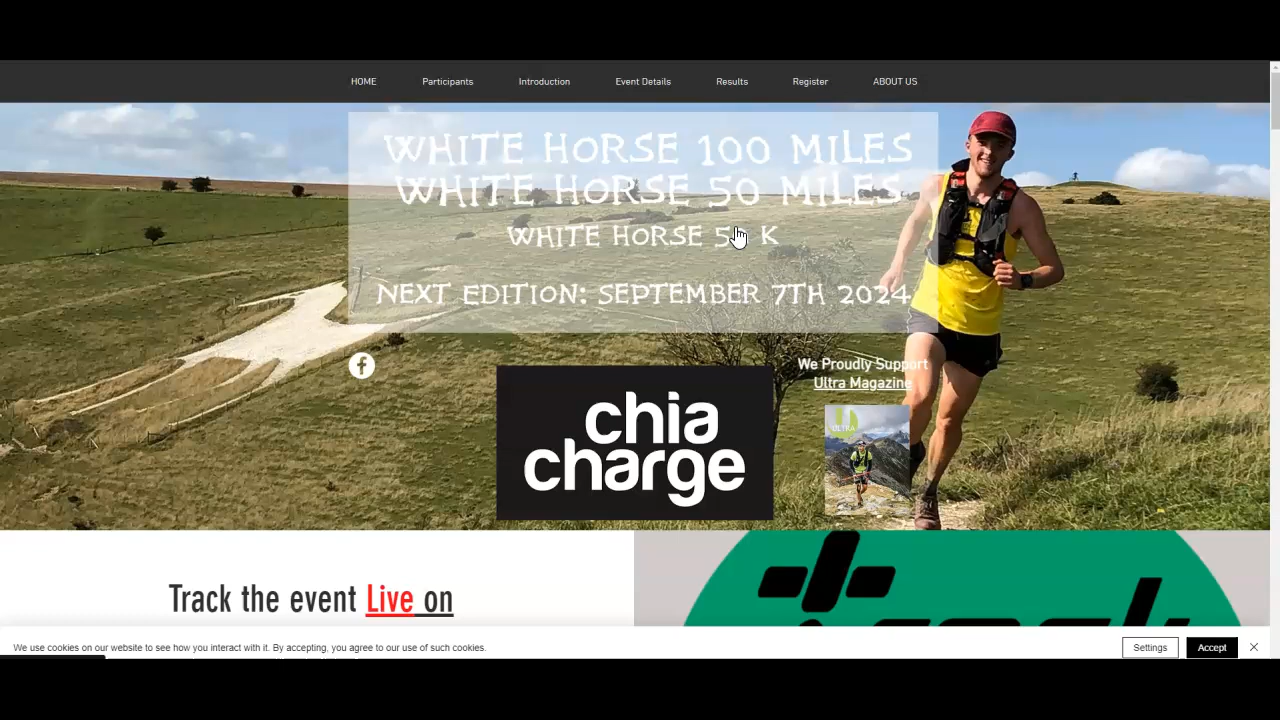 HOME Participants Introduction Event Details Results Register ABOUT US
WHITE HORSE 100 MILES
WHITE HORSE 50 MILES
WHITE HORSE K
NEXT EDITION: SEPTEMBER 7TH 2024
We Proudly Support
Ultra Magazine
chia
charge
ULTRA
Track the event Live on
We use cookies on our website to see how you interact with it. By accepting, you agree to our use of such cookies.
Settings Accept